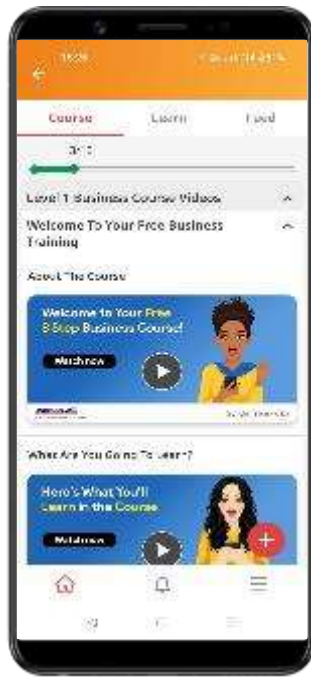 Course Learn Feed
Level 1 Business Course Videos
Welcome To Your Free Business
Training
About The Course
Welcome to Your Free
8-Step Business Course!
Watch now
What Are You Going To Learn?
Here's What You'll
Learn in the Course
Watch now